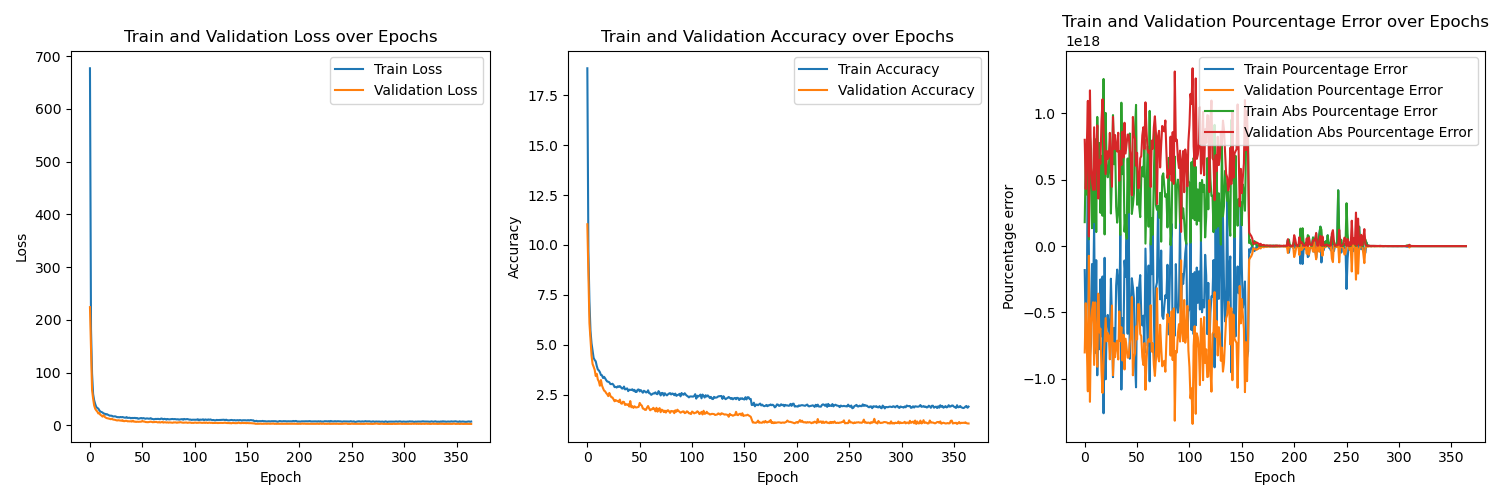 Train and Validation Loss over Epochs
700
600
500
400
300
200
100
0
Loss
0 50 100 150 200 250 300 350
Epoch
Train Loss
Validation Loss
Train and Validation Accuracy over Epochs
17.5
15.0
12.5
10.0
7.5
5.0
2.5
Accuracy
0 50 100 150 200 250 300 350
Epoch
Train Accuracy
Validation Accuracy
Train and Validation Pourcentage Error over Epochs
1e18
1.0
0.5
0.0
−0.5
−1.0
Pourcentage error
0 50 100 150 200 250 300 350
Epoch
Train Pourcentage Error
Validation Pourcentage Error
Train Abs Pourcentage Error
Validation Abs Pourcentage Error